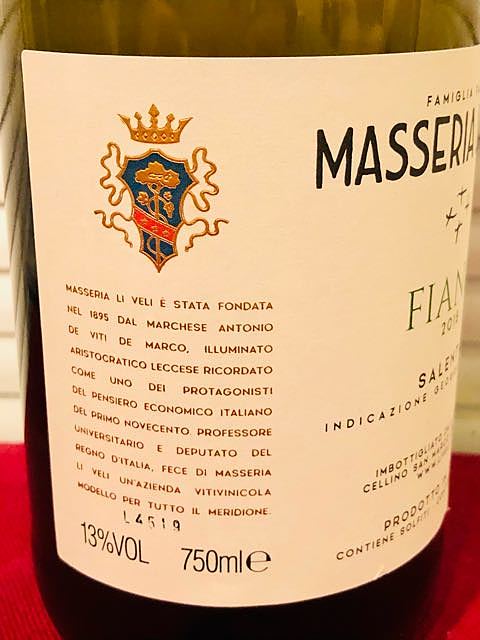 MASSERIA LI VELI È STATA FONDATA
NEL 1895 DAL MARCHESE ANTONIO
DE VITI DE MARCO, ILLUMINATO
ARISTOCRATICO LECCESE RICORDATO
COME UNO DEI PROTAGONISTI
DEL PENSIERO ECONOMICO ITALIANO
DEL PRIMO NOVECENTO. PROFESSORE
UNIVERSITARIO E DEPUTATO DEL
REGNO D'ITALIA, FECE DI MASSERIA
LI VELI UN'AZIENDA VITIVINICOLA
MODELLO PER TUTTO IL MERIDIONE.
L4519
13%VOL 750ml e
FAMIGLIA
MASSERIA
FIAN
201
SALEN
INDICAZIONE GEO
IMBOTTIGLIATO
CELLINO SAN MA
WWW
PRODOTTO
CONTIENE SOLFITI